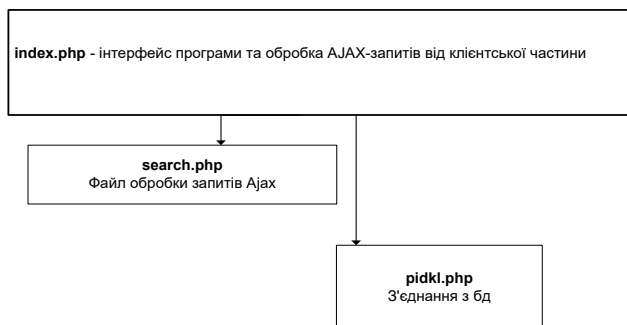 index.php - інтерфейс програми та обробка AJAX-запитів від клієнтської частини
search.php
Файл обробки запитів Ajax
pidkl.php
З'єднання з бд